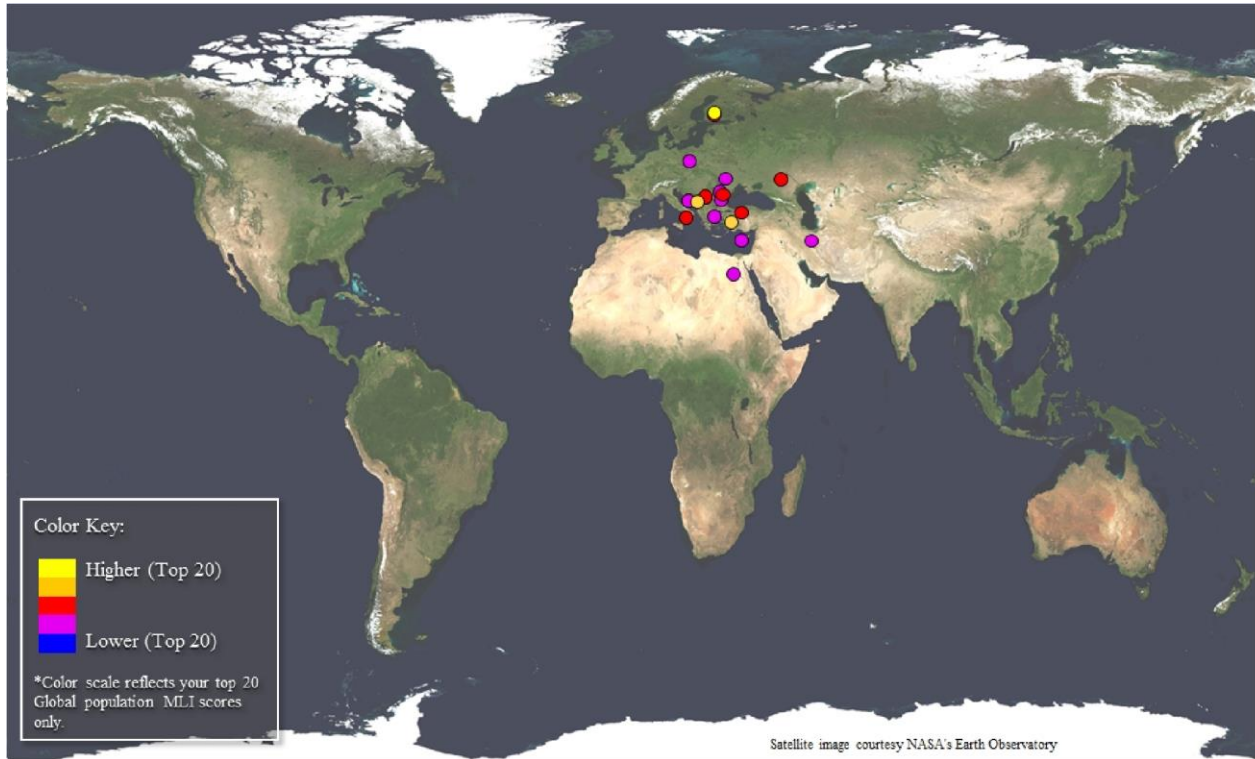 Color Key:
Higher (Top 20)
Lower (Top 20)
*Color scale reflects your top 20
Global population MLI scores
only.
Satellite image courtesy NASA's Earth Observatory